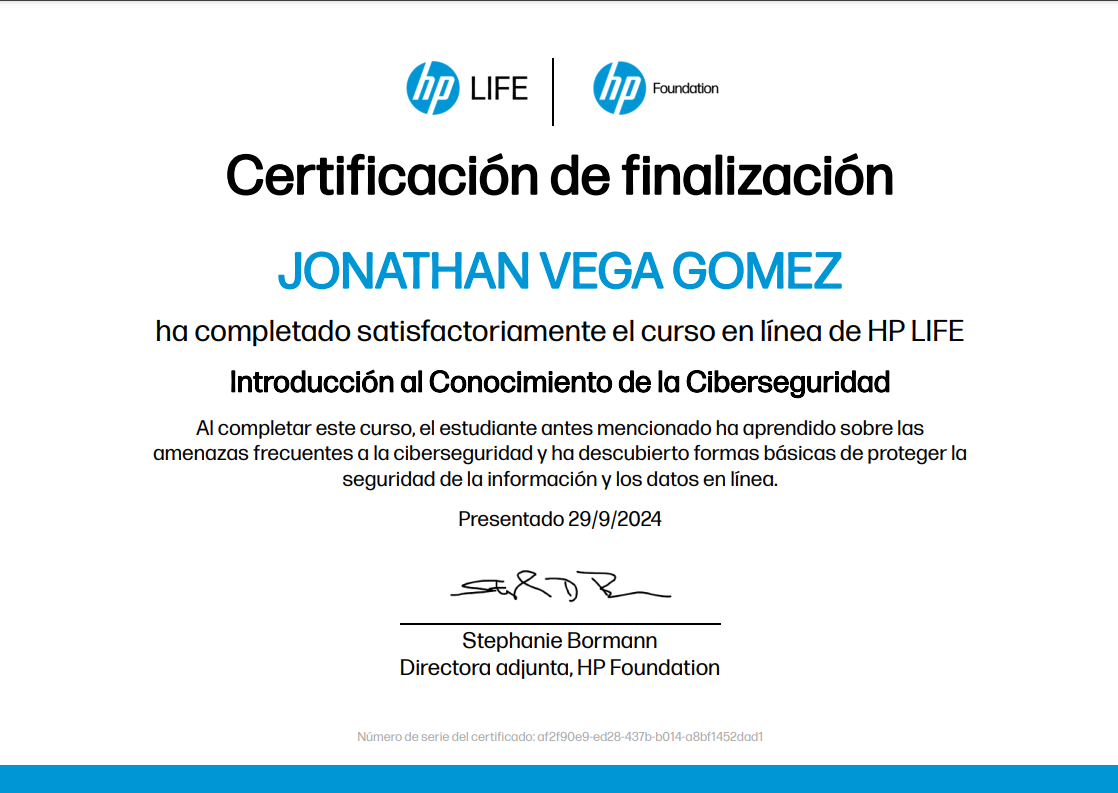 hp LIFE hp Foundation
Certificación de finalización
JONATHAN VEGA GOMEZ
ha completado satisfactoriamente el curso en línea de HP LIFE
Introducción al Conocimiento de la Ciberseguridad
Al completar este curso, el estudiante antes mencionado ha aprendido sobre las
amenazas frecuentes a la ciberseguridad y ha descubierto formas básicas de proteger la
seguridad de la información y los datos en línea.
Presentado 29/9/2024
Stephanie Bormann
Directora adjunta, HP Foundation
Número de serie del certificado: af2f90e9-ed28-437b-b014-a8bf1452dad1